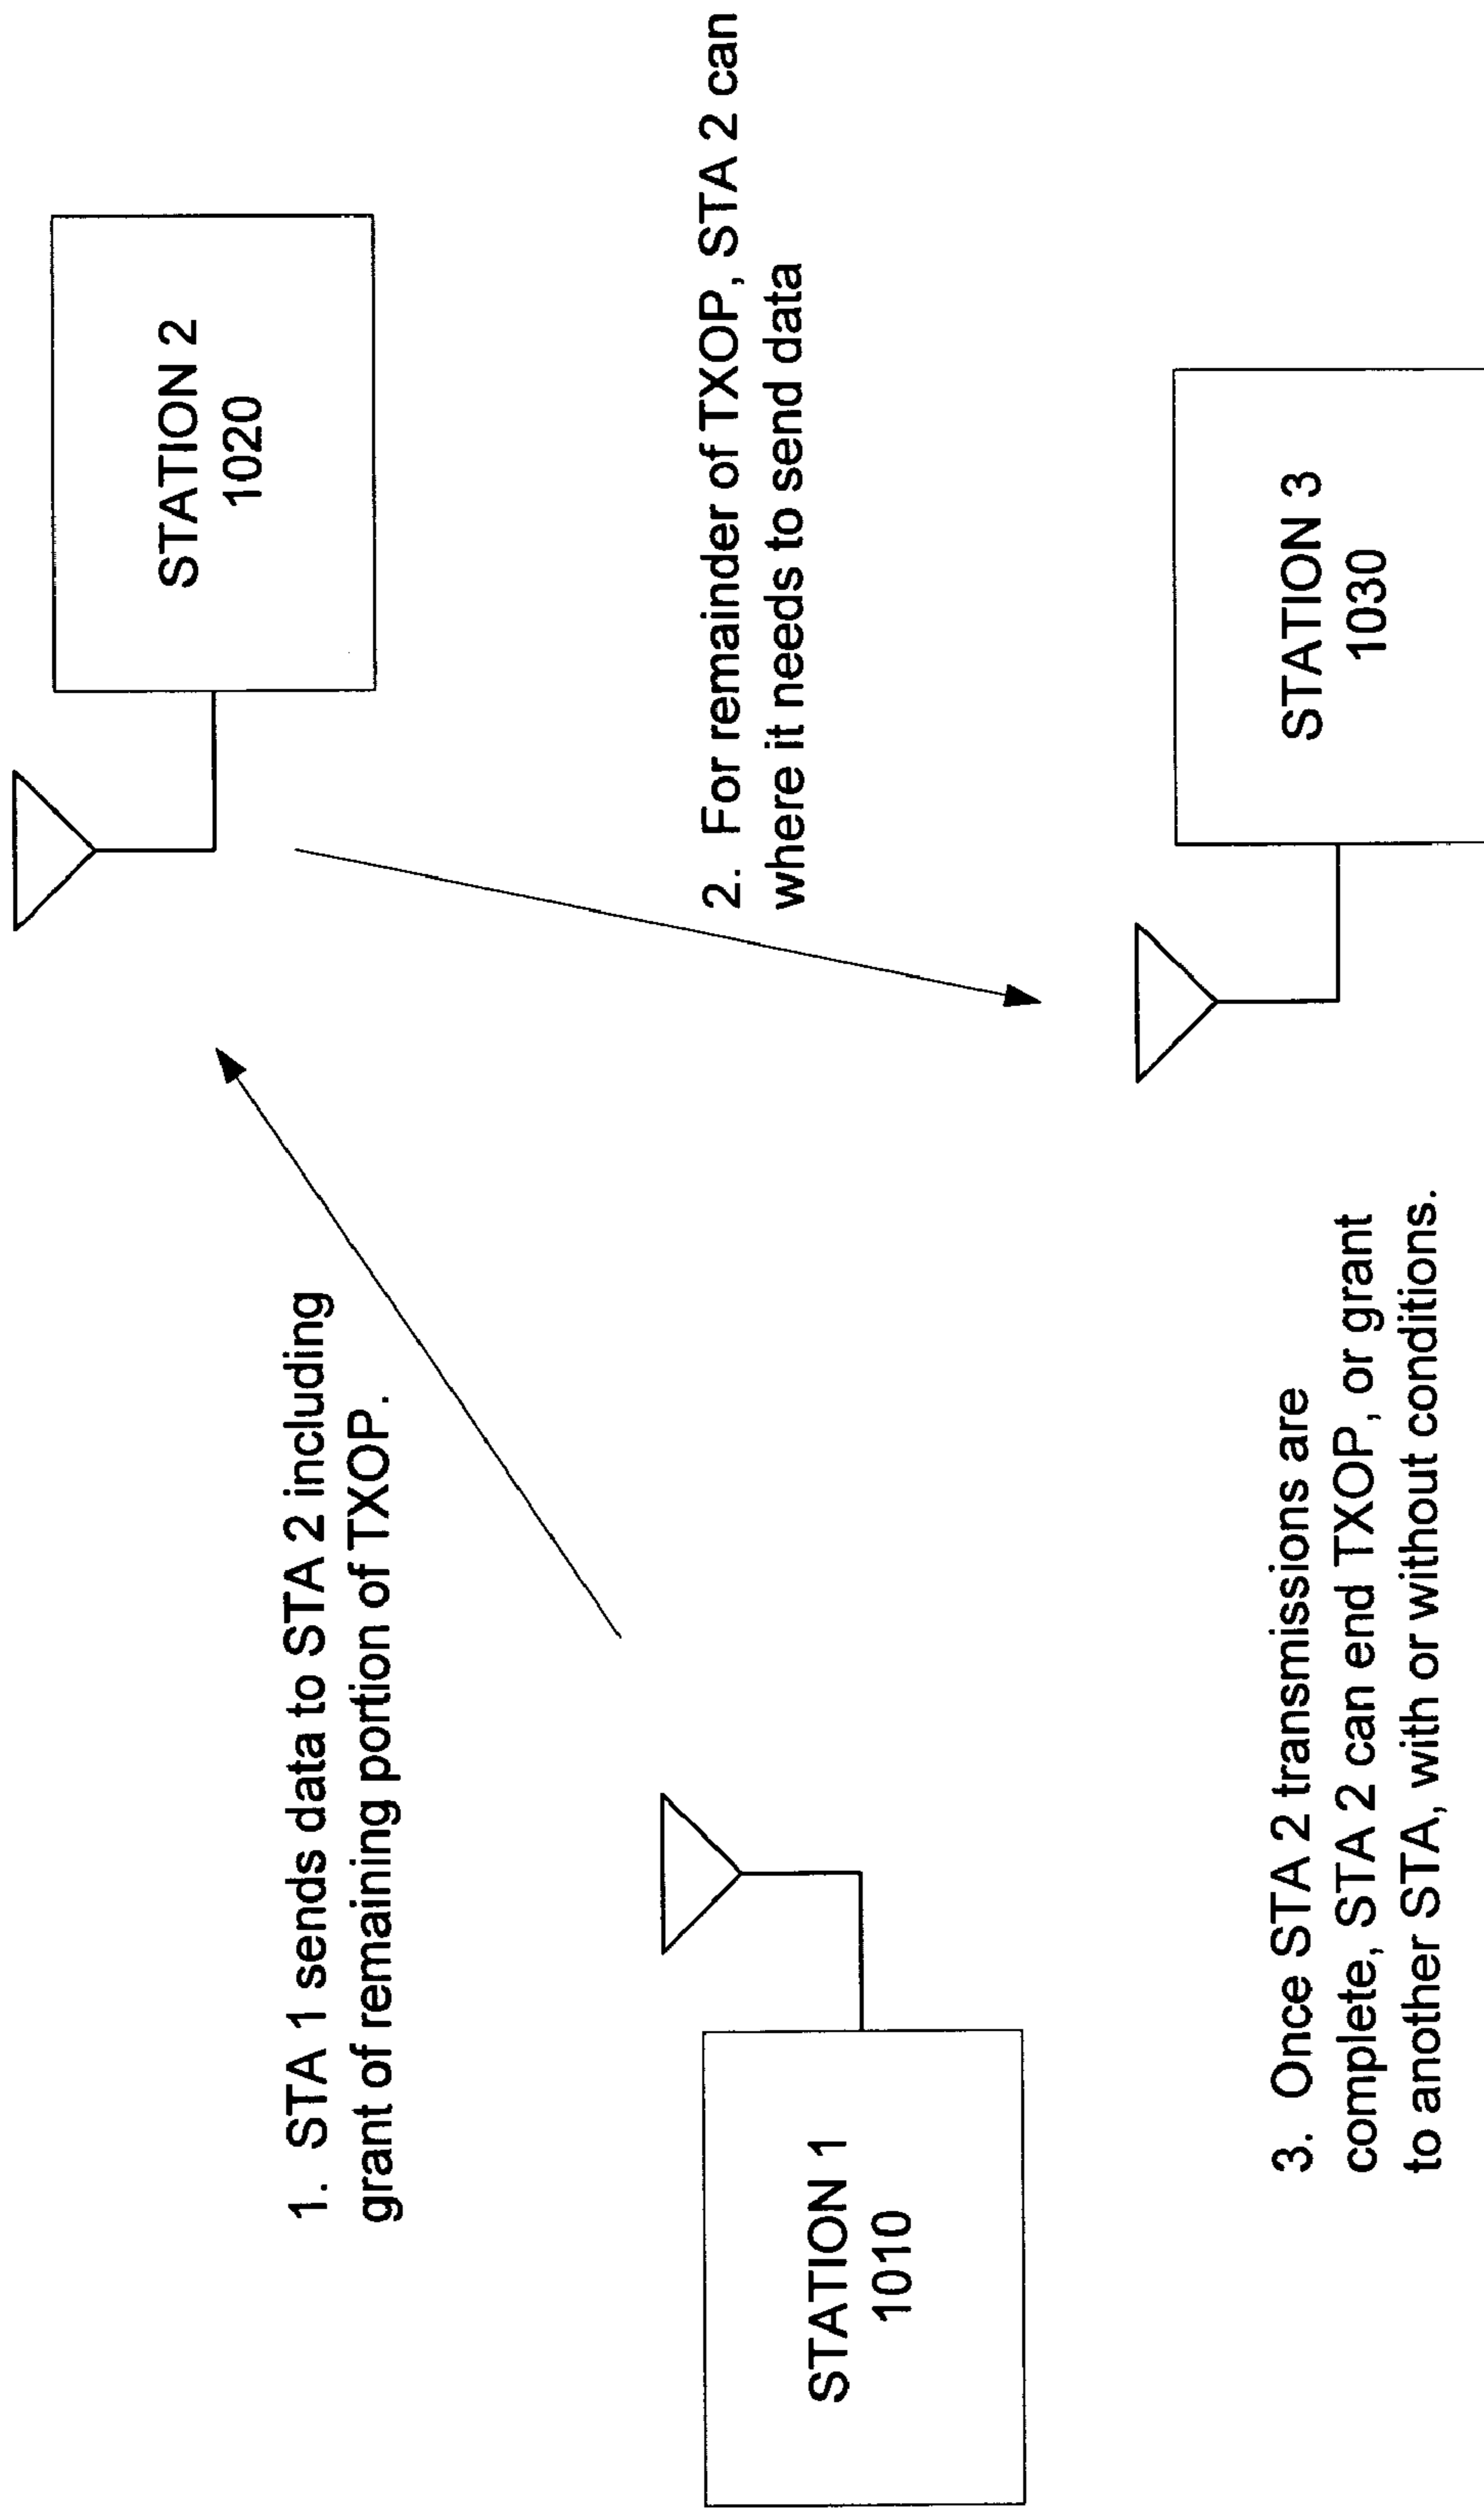 STATION 2
1020
1. STA 1 sends data to STA 2 including
grant of remaining portion of TXOP.
2. For remainder of TXOP, STA 2 can
where it needs to send data
STATION 1
1010
STATION 3
1030
3. Once STA 2 transmissions are
complete, STA 2 can end TXOP, or grant
to another STA, with or without conditions.